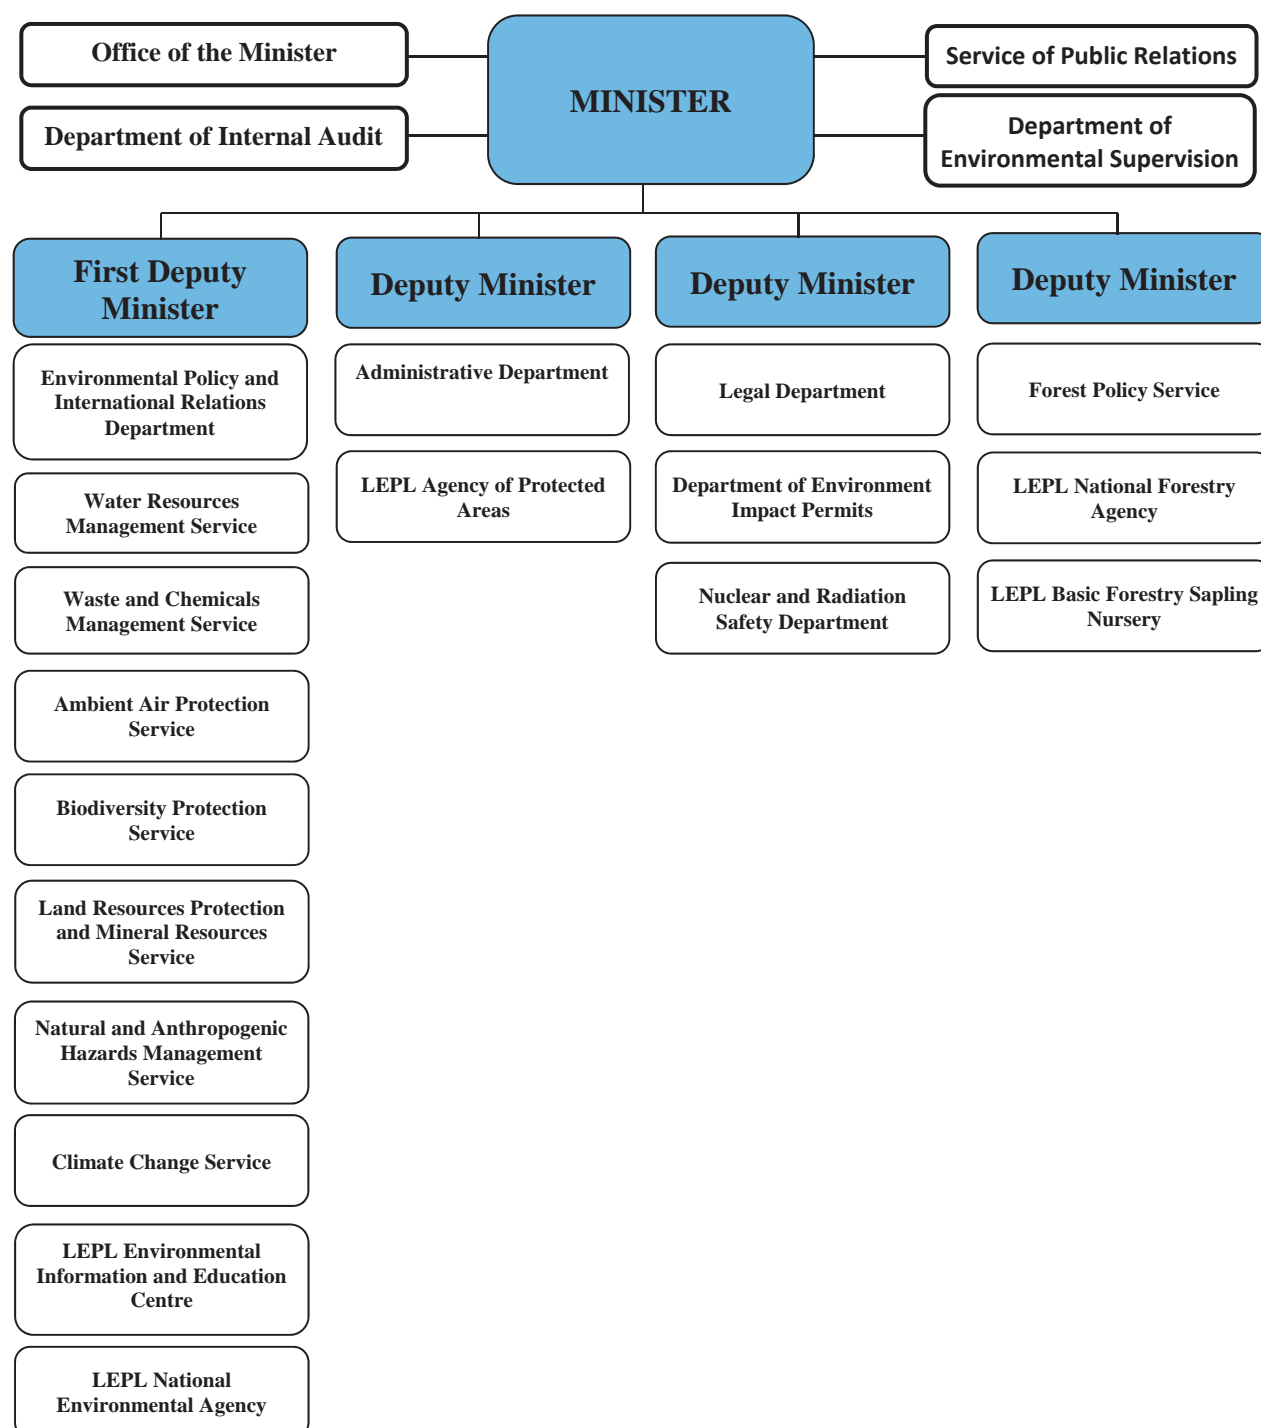 Office of the Minister
Department of Internal Audit
MINISTER
Service of Public Relations
Department of
Environmental Supervision
First Deputy
Minister
Environmental Policy and
International Relations
Department
Water Resources
Management Service
Waste and Chemicals
Management Service
Ambient Air Protection
Service
Biodiversity Protection
Service
Land Resources Protection
and Mineral Resources
Service
Natural and Anthropogenic
Hazards Management
Service
Climate Change Service
LEPL Environmental
Information and Education
Centre
LEPL National
Environmental Agency
Deputy Minister
Administrative Department
LEPL Agency of Protected
Areas
Deputy Minister
Legal Department
Department of Environment
Impact Permits
Nuclear and Radiation
Safety Department
Deputy Minister
Forest Policy Service
LEPL National Forestry
Agency
LEPL Basic Forestry Sapling
Nursery